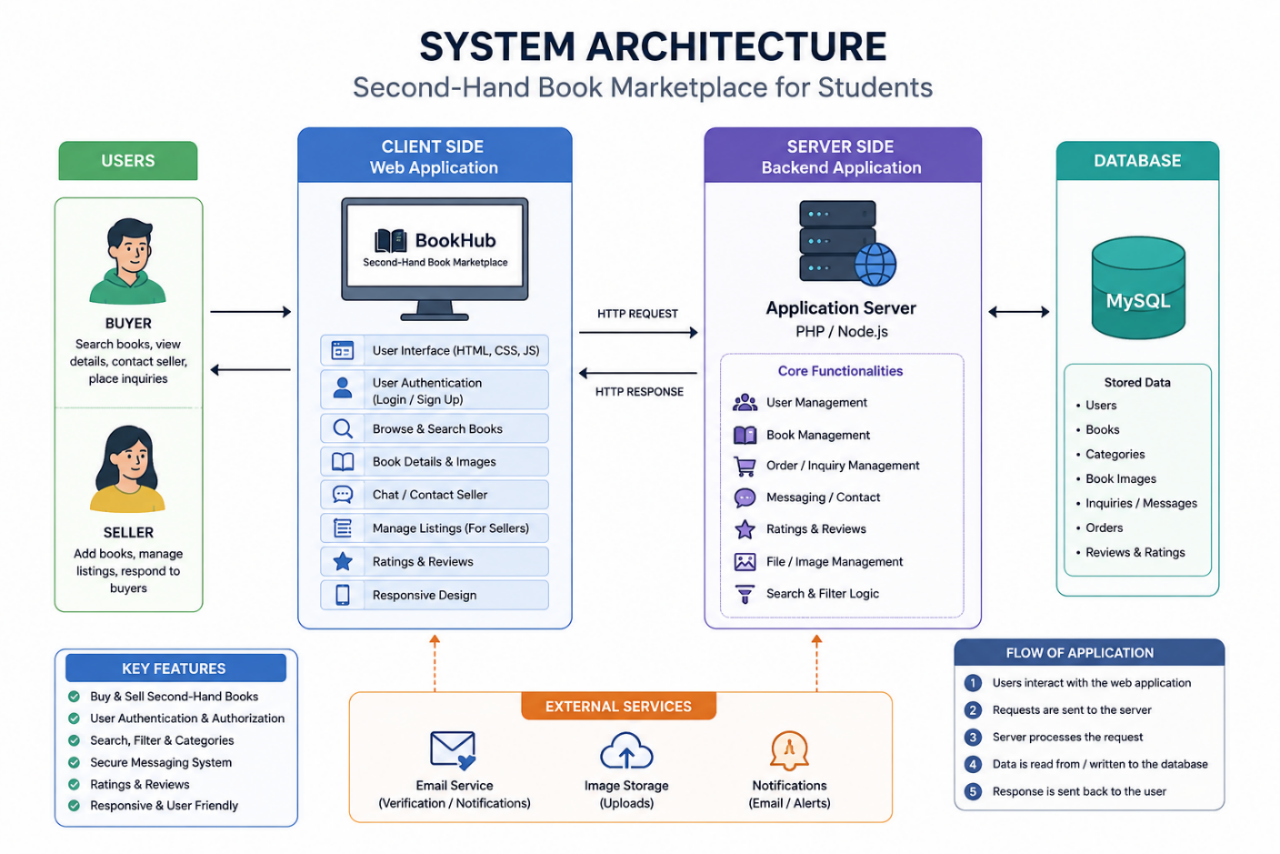 SYSTEM ARCHITECTURE
Second-Hand Book Marketplace for Students
USERS
BUYER
Search books, view
details, contact seller,
place inquiries
SELLER
Add books, manage
listings, respond to
buyers
CLIENT SIDE
Web Application
BookHub
Second-Hand Book Marketplace
User Interface (HTML, CSS, JS)
User Authentication
(Login / Sign Up)
Browse & Search Books
Book Details & Images
Chat / Contact Seller
Manage Listings (For Sellers)
Ratings & Reviews
Responsive Design
HTTP REQUEST
HTTP RESPONSE
SERVER SIDE
Backend Application
Application Server
PHP / Node.js
Core Functionalities
User Management
Book Management
Order / Inquiry Management
Messaging / Contact
Ratings & Reviews
File / Image Management
Search & Filter Logic
DATABASE
MySQL
Stored Data
• Users
• Books
• Categories
• Book Images
• Inquiries / Messages
• Orders
• Reviews & Ratings
KEY FEATURES
Buy & Sell Second-Hand Books
User Authentication & Authorization
Search, Filter & Categories
Secure Messaging System
Ratings & Reviews
Responsive & User Friendly
EXTERNAL SERVICES
Email Service
(Verification / Notifications)
Image Storage
(Uploads)
Notifications
(Email / Alerts)
FLOW OF APPLICATION
1 Users interact with the web application
2 Requests are sent to the server
3 Server processes the request
4 Data is read from / written to the database
5 Response is sent back to the user